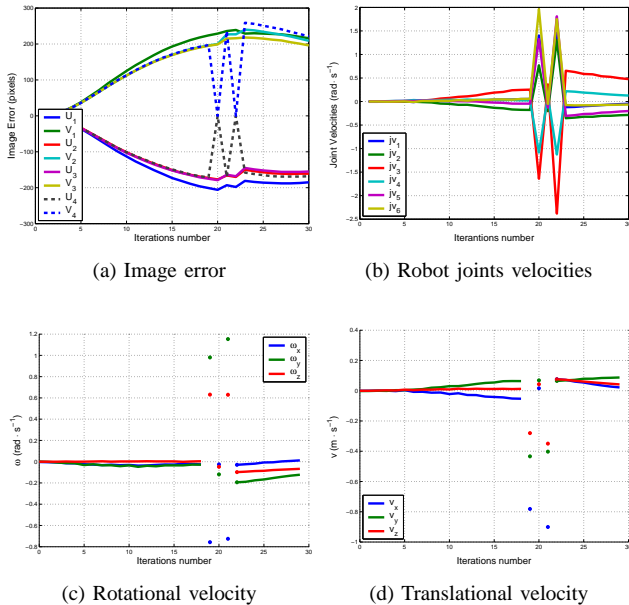 300
200
100
0
-100
-200
-300
0
5
10
15
20
25
30
Image Error (pixels)
Iterations number
U1
V1
U2
V2
U3
V3
U4
V4
(a) Image error
2
1.5
1
0.5
0
-0.5
-1
-1.5
-2
-2.5
0
5
10
15
20
25
30
Joint Velocities (rad · s⁻¹)
Iterations number
jv1
jv2
jv3
jv4
jv5
jv6
(b) Robot joints velocities
1.2
1
0.8
0.6
0.4
0.2
0
-0.2
-0.4
-0.6
-0.8
0
5
10
15
20
25
30
ω (rad · s⁻¹)
Iterations number
ωx
ωy
ωz
(c) Rotational velocity
0.4
0.2
0
-0.2
-0.4
-0.6
-0.8
-1
0
5
10
15
20
25
30
v (m · s⁻¹)
Iterations number
vx
vy
vz
(d) Translational velocity